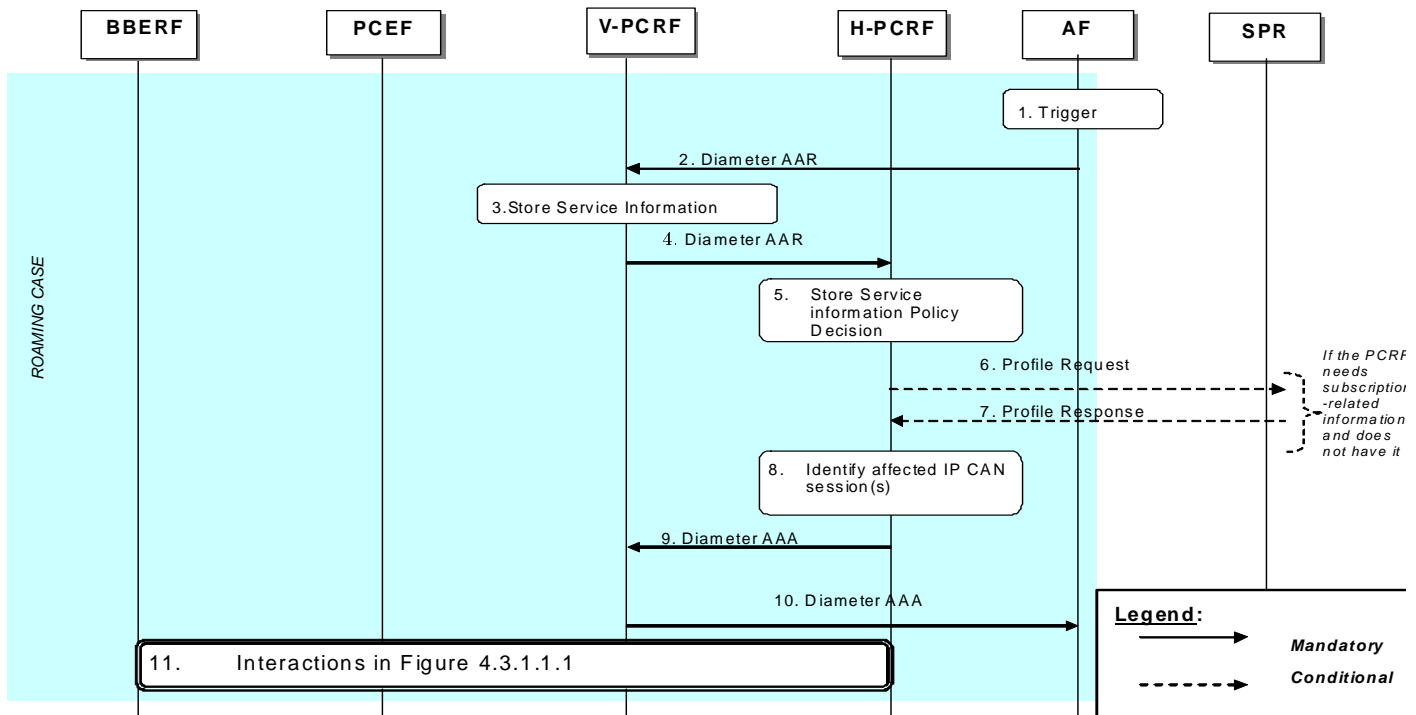 BBERF
PCEF
V-PCRF
H-PCRF
AF
SPR
1. Trigger
2. Diameter AAR
3.Store Service Information
4. Diameter AAR
ROAMING CASE
5. Store Service
information Policy
Decision
6. Profile Request
7. Profile Response
If the PCRF
needs
subscription
-related
information
and does
not have it
8. Identify affected IP CAN
session(s)
9. Diameter AAA
10. Diameter AAA
11. Interactions in Figure 4.3.1.1.1
Legend:
Mandatory
Conditional